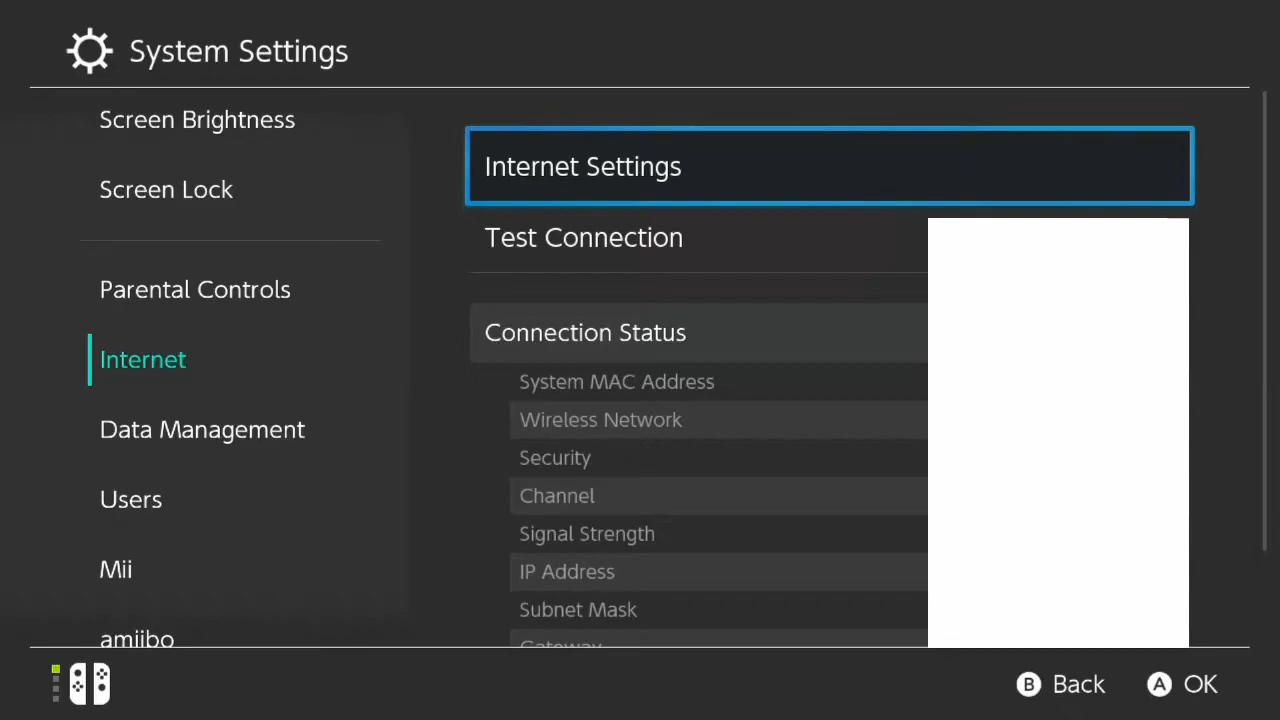 System Settings
Screen Brightness
Screen Lock
Parental Controls
Internet
Data Management
Users
Mii
amiibo
Internet Settings
Test Connection
Connection Status
System MAC Address
Wireless Network
Security
Channel
Signal Strength
IP Address
Subnet Mask
Gateway
B Back
A OK